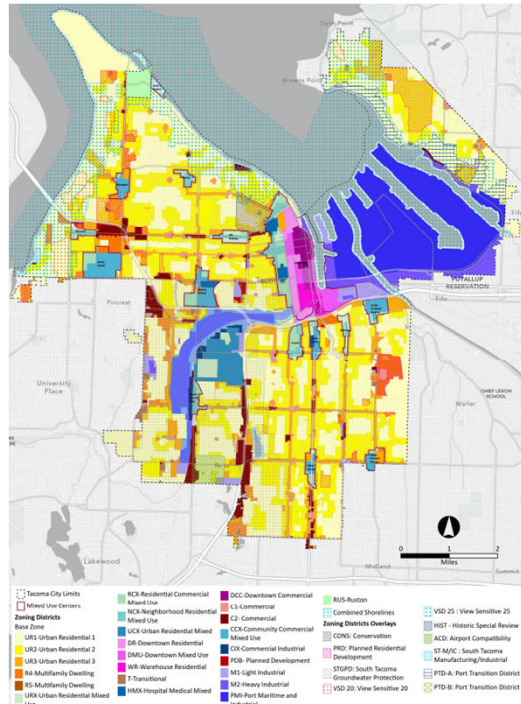 Dash Point
Browns Point
Fife
PUYALLUP
RESERVATION
Fife
Tacoma
Fircrest
University
Place
CHIEF LESCHI
SCHOOL
Waller
Lakewood
Midland
Summit
0 1 2
Miles
Tacoma City Limits
Mixed Use Centers
Zoning Districts
Base Zone
UR1-Urban Residential 1
UR2-Urban Residential 2
UR3-Urban Residential 3
R4-Multifamily Dwelling
R5-Multifamily Dwelling
URX-Urban Residential Mixed
Use
RCX-Residential Commercial
Mixed Use
NCX-Neighborhood Residential
Mixed Use
UCX-Urban Residential Mixed
DR-Downtown Residential
DMU-Downtown Mixed Use
WR-Warehouse Residential
T-Transitional
HMX-Hospital Medical Mixed
DCC-Downtown Commercial
C1-Commercial
C2- Commercial
CCX-Community Commercial
Mixed Use
CIX-Commercial Industrial
PDB- Planned Development
M1-Light Industrial
M2-Heavy Industrial
PMI-Port Maritime and
Industrial
RUS-Ruston
Combined Shorelines
Zoning Districts Overlays
CONS: Conservation
PRD: Planned Residential
Development
STGPD: South Tacoma
Groundwater Protection
VSD 20: View Sensitive 20
VSD 25 : View Sensitive 25
HIST - Historic Special Review
ACD: Airport Compatibility
ST-M/IC : South Tacoma
Manufacturing/Industrial
PTD-A: Port Transition District
PTD-B: Port Transition District